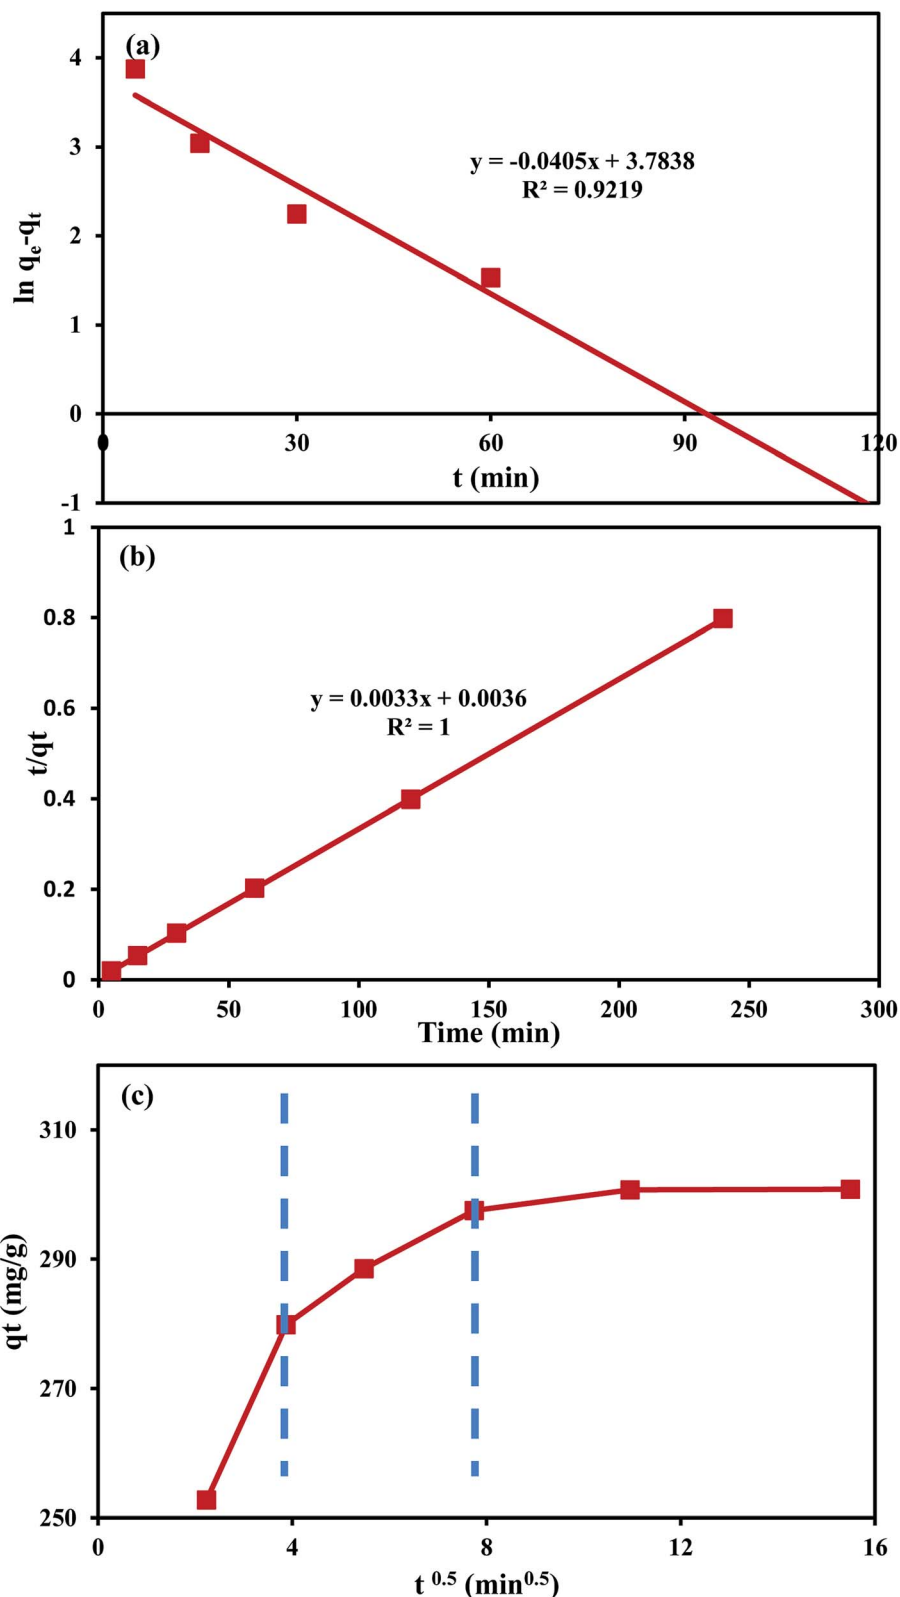 (a)
4
3
2
1
0
-1
ln qₑ-qₜ
y = -0.0405x + 3.7838
R² = 0.9219
0 30 60 90 120
t (min)
(b)
1
0.8
0.6
0.4
0.2
0
t/qt
y = 0.0033x + 0.0036
R² = 1
0 50 100 150 200 250 300
Time (min)
(c)
310
290
270
250
qt (mg/g)
0 4 8 12 16
t ⁰·⁵ (min⁰·⁵)